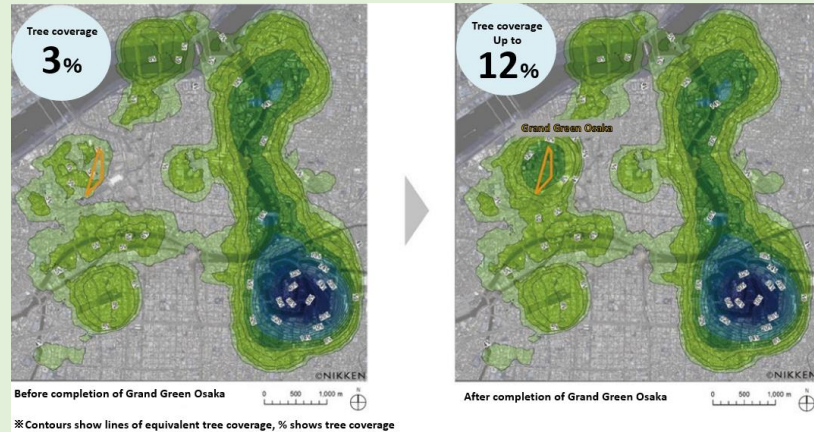 Tree coverage
3%
Tree coverage
Up to
12%
Grand Green Osaka
©NIKKEN
©NIKKEN
Before completion of Grand Green Osaka
0 500 1,000 m
N
After completion of Grand Green Osaka
0 500 1,000 m
N
※Contours show lines of equivalent tree coverage, % shows tree coverage